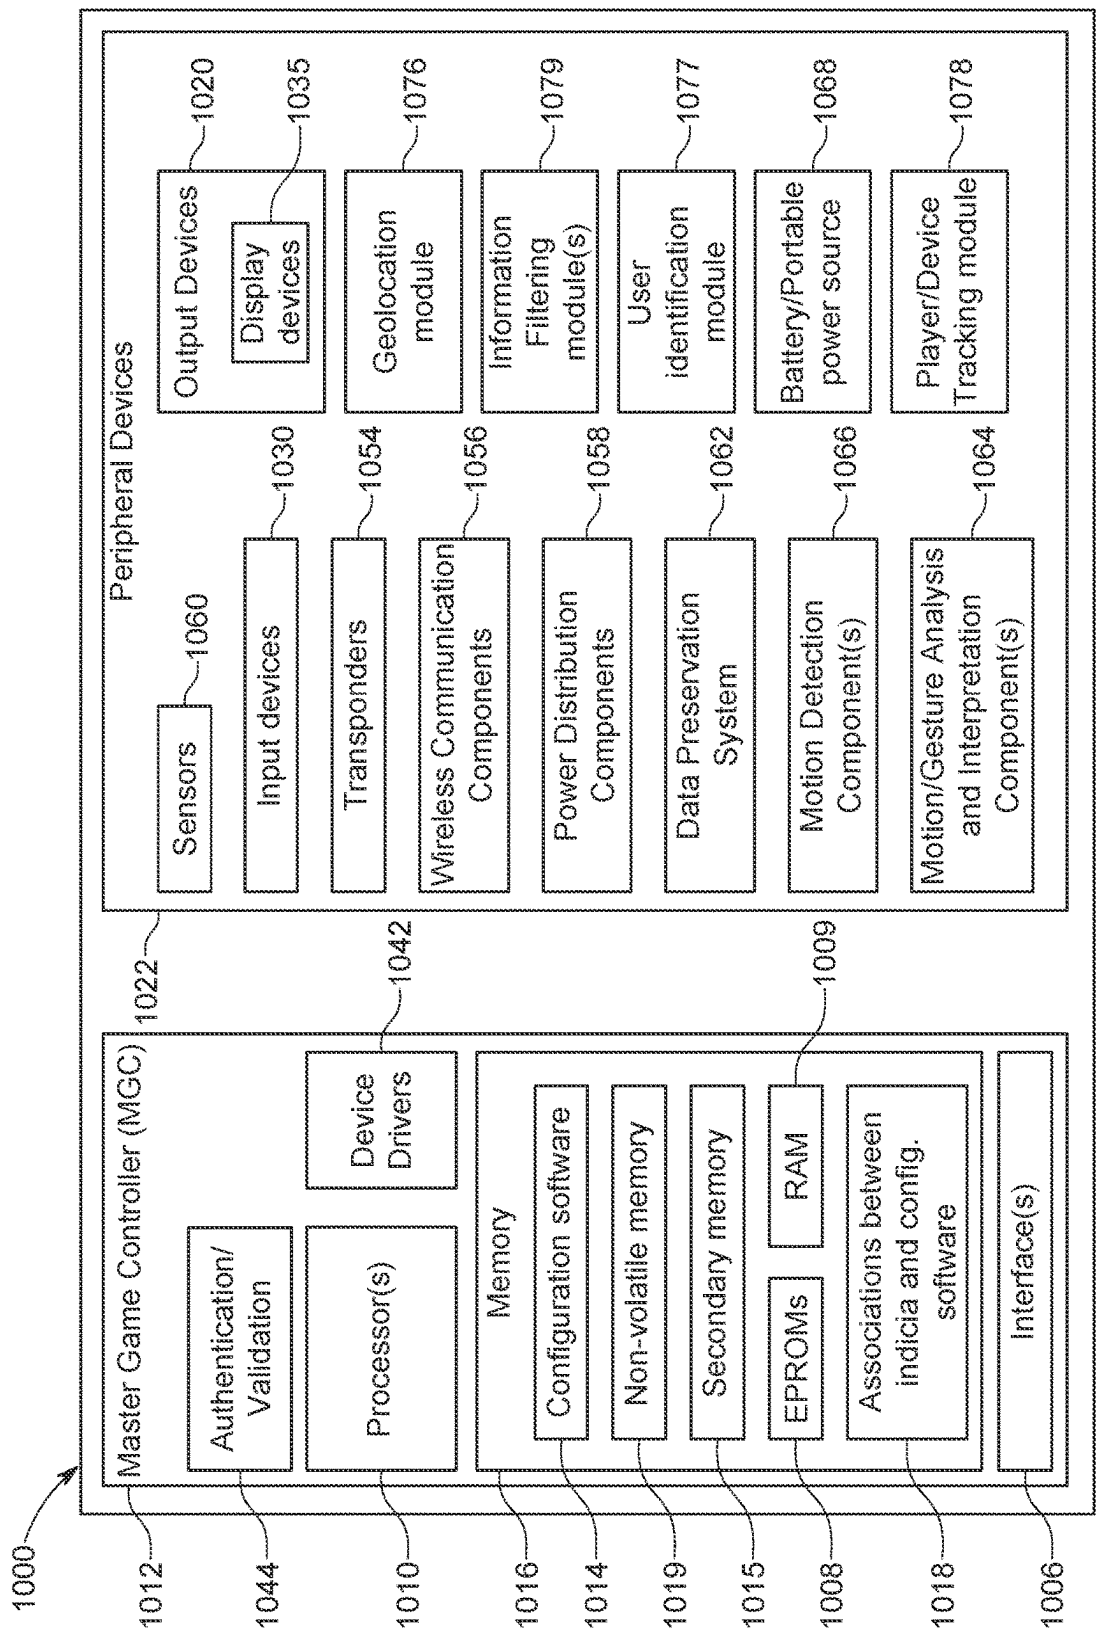 1000
1012
Master Game Controller (MGC)
1044
Authentication/
Validation
1010
Processor(s)
Device
Drivers
1042
1016
Memory
1014
Configuration software
1019
Non-volatile memory
1015
Secondary memory
1008
EPROMs
RAM
1009
1018
Associations between
indicia and config.
software
1006
Interface(s)
1022
Peripheral Devices
Sensors
1060
Input devices
1030
Transponders
1054
Wireless Communication
Components
1056
Power Distribution
Components
1058
Data Preservation
System
1062
Motion Detection
Component(s)
1066
Motion/Gesture Analysis
and Interpretation
Component(s)
1064
Output Devices
1020
Display
devices
1035
Geolocation
module
1076
Information
Filtering
module(s)
1079
User
identification
module
1077
Battery/Portable
power source
1068
Player/Device
Tracking module
1078